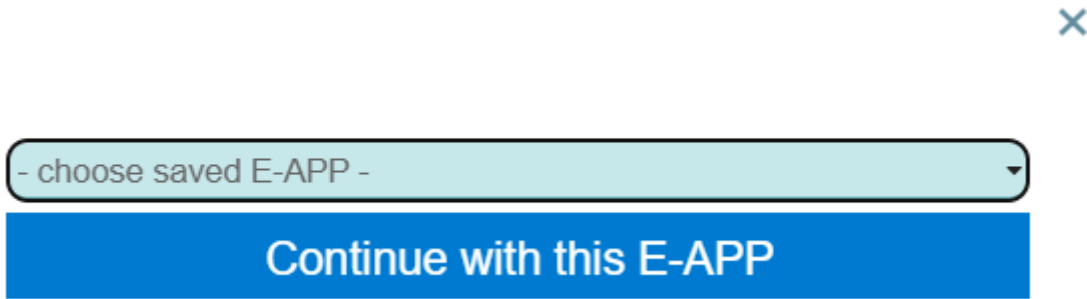 - choose saved E-APP -
Continue with this E-APP